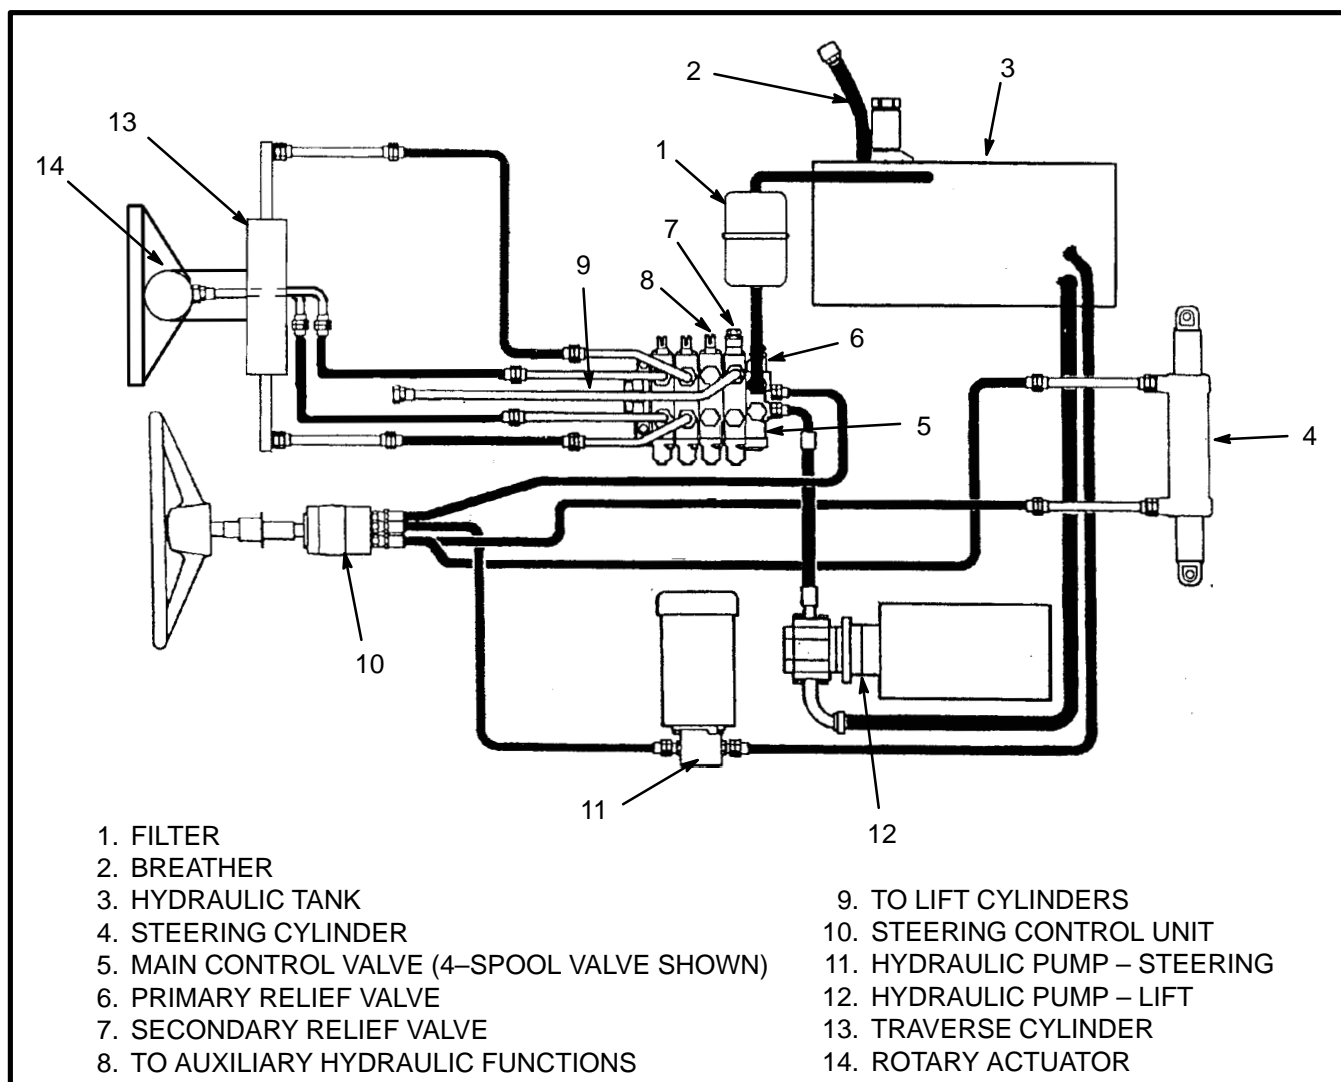 2
3
13
1
14
7
9
8
6
5
4
10
11
12
1. FILTER
2. BREATHER
3. HYDRAULIC TANK
4. STEERING CYLINDER
5. MAIN CONTROL VALVE (4–SPOOL VALVE SHOWN)
6. PRIMARY RELIEF VALVE
7. SECONDARY RELIEF VALVE
8. TO AUXILIARY HYDRAULIC FUNCTIONS
9. TO LIFT CYLINDERS
10. STEERING CONTROL UNIT
11. HYDRAULIC PUMP – STEERING
12. HYDRAULIC PUMP – LIFT
13. TRAVERSE CYLINDER
14. ROTARY ACTUATOR